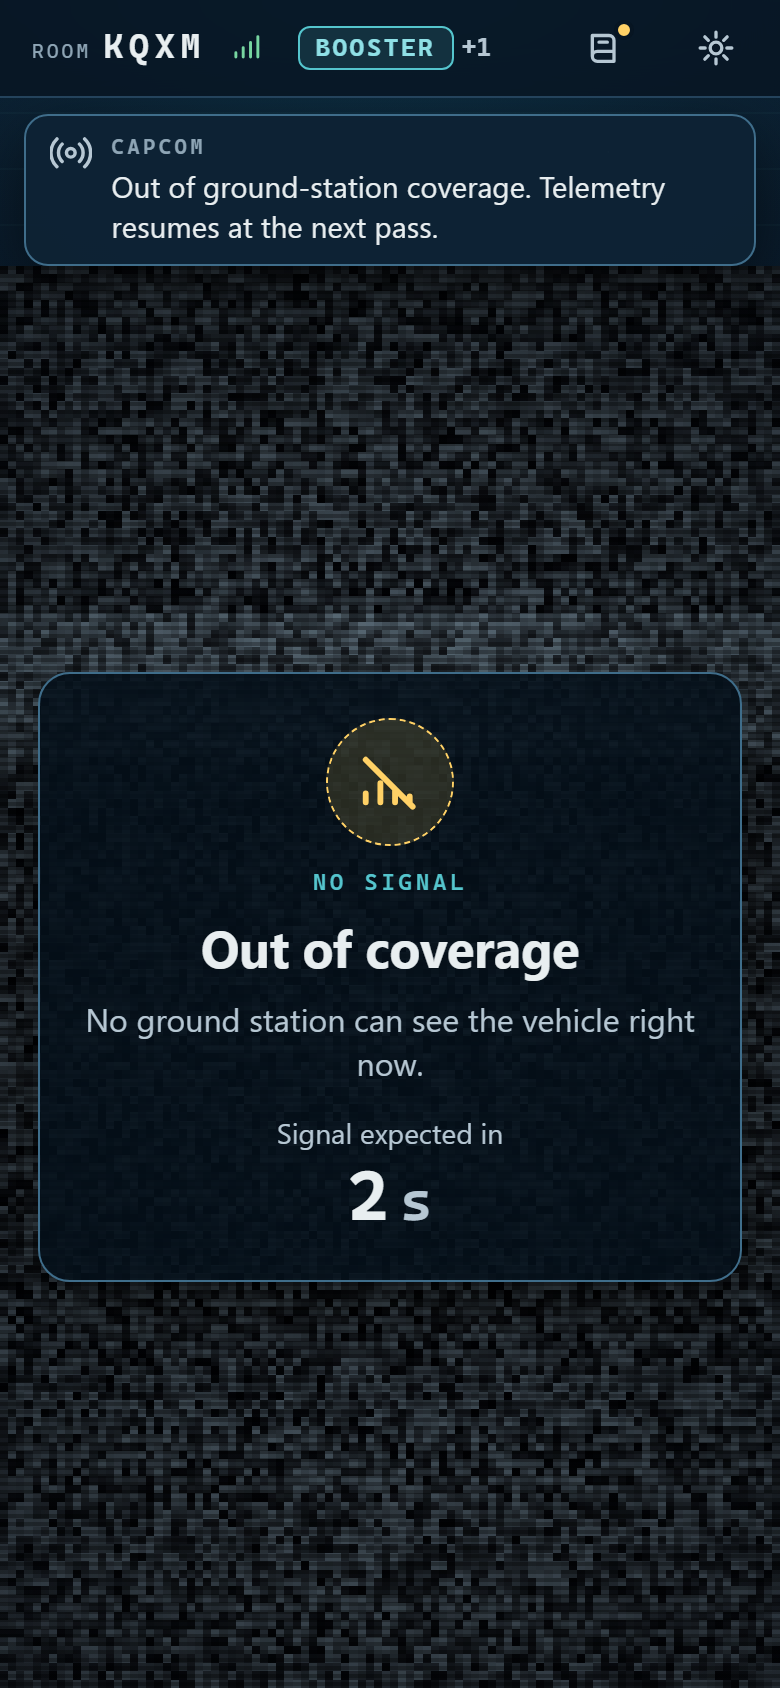 ROOM KQXM BOOSTER +1
CAPCOM
Out of ground-station coverage. Telemetry
resumes at the next pass.
NO SIGNAL
Out of coverage
No ground station can see the vehicle right
now.
Signal expected in
2 s